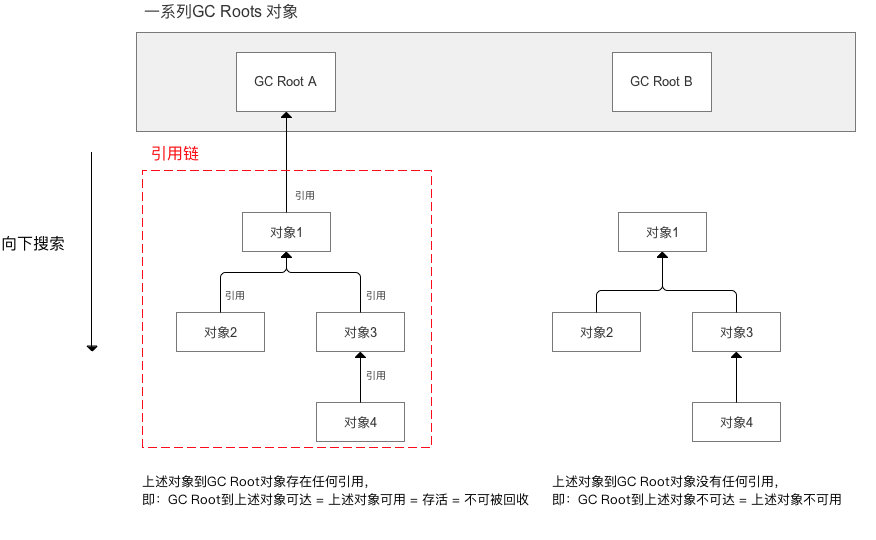 一系列GC Roots 对象
GC Root A
GC Root B
引用链
引用
对象1
对象1
向下搜索
引用
引用
对象2
对象3
对象2
对象3
引用
对象4
对象4
上述对象到GC Root对象存在任何引用,
即：GC Root到上述对象可达 = 上述对象可用 = 存活 = 不可被回收
上述对象到GC Root对象没有任何引用,
即：GC Root到上述对象不可达 = 上述对象不可用